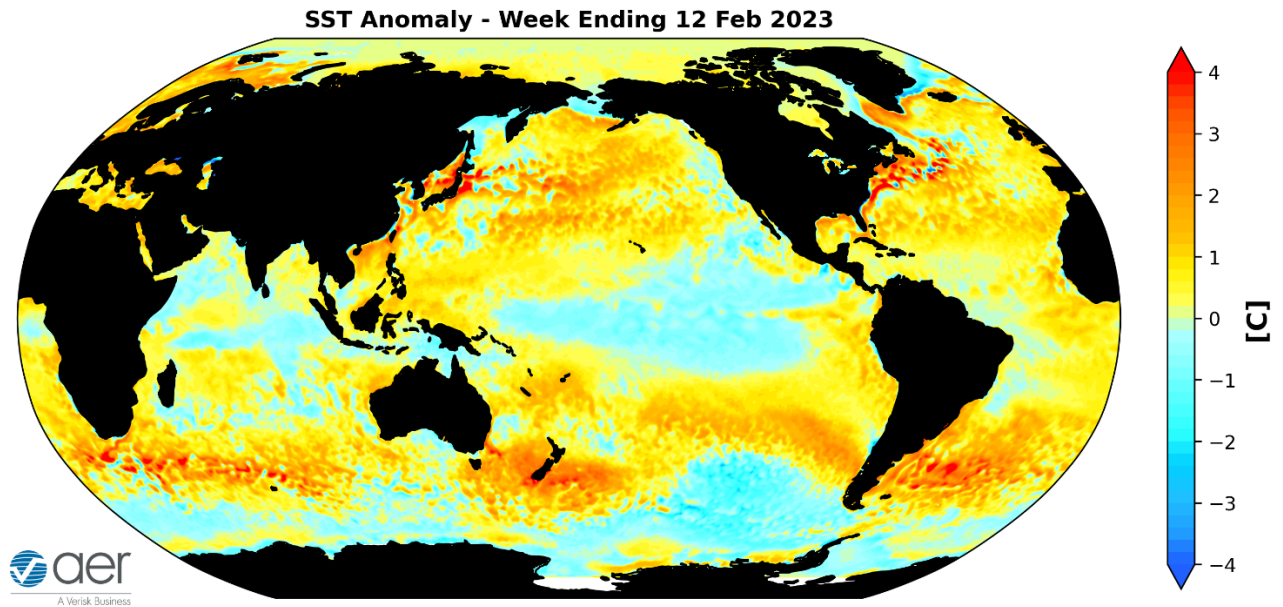 SST Anomaly - Week Ending 12 Feb 2023
4
3
2
1
0
−1
−2
−3
−4
[C]
aer
A Verisk Business